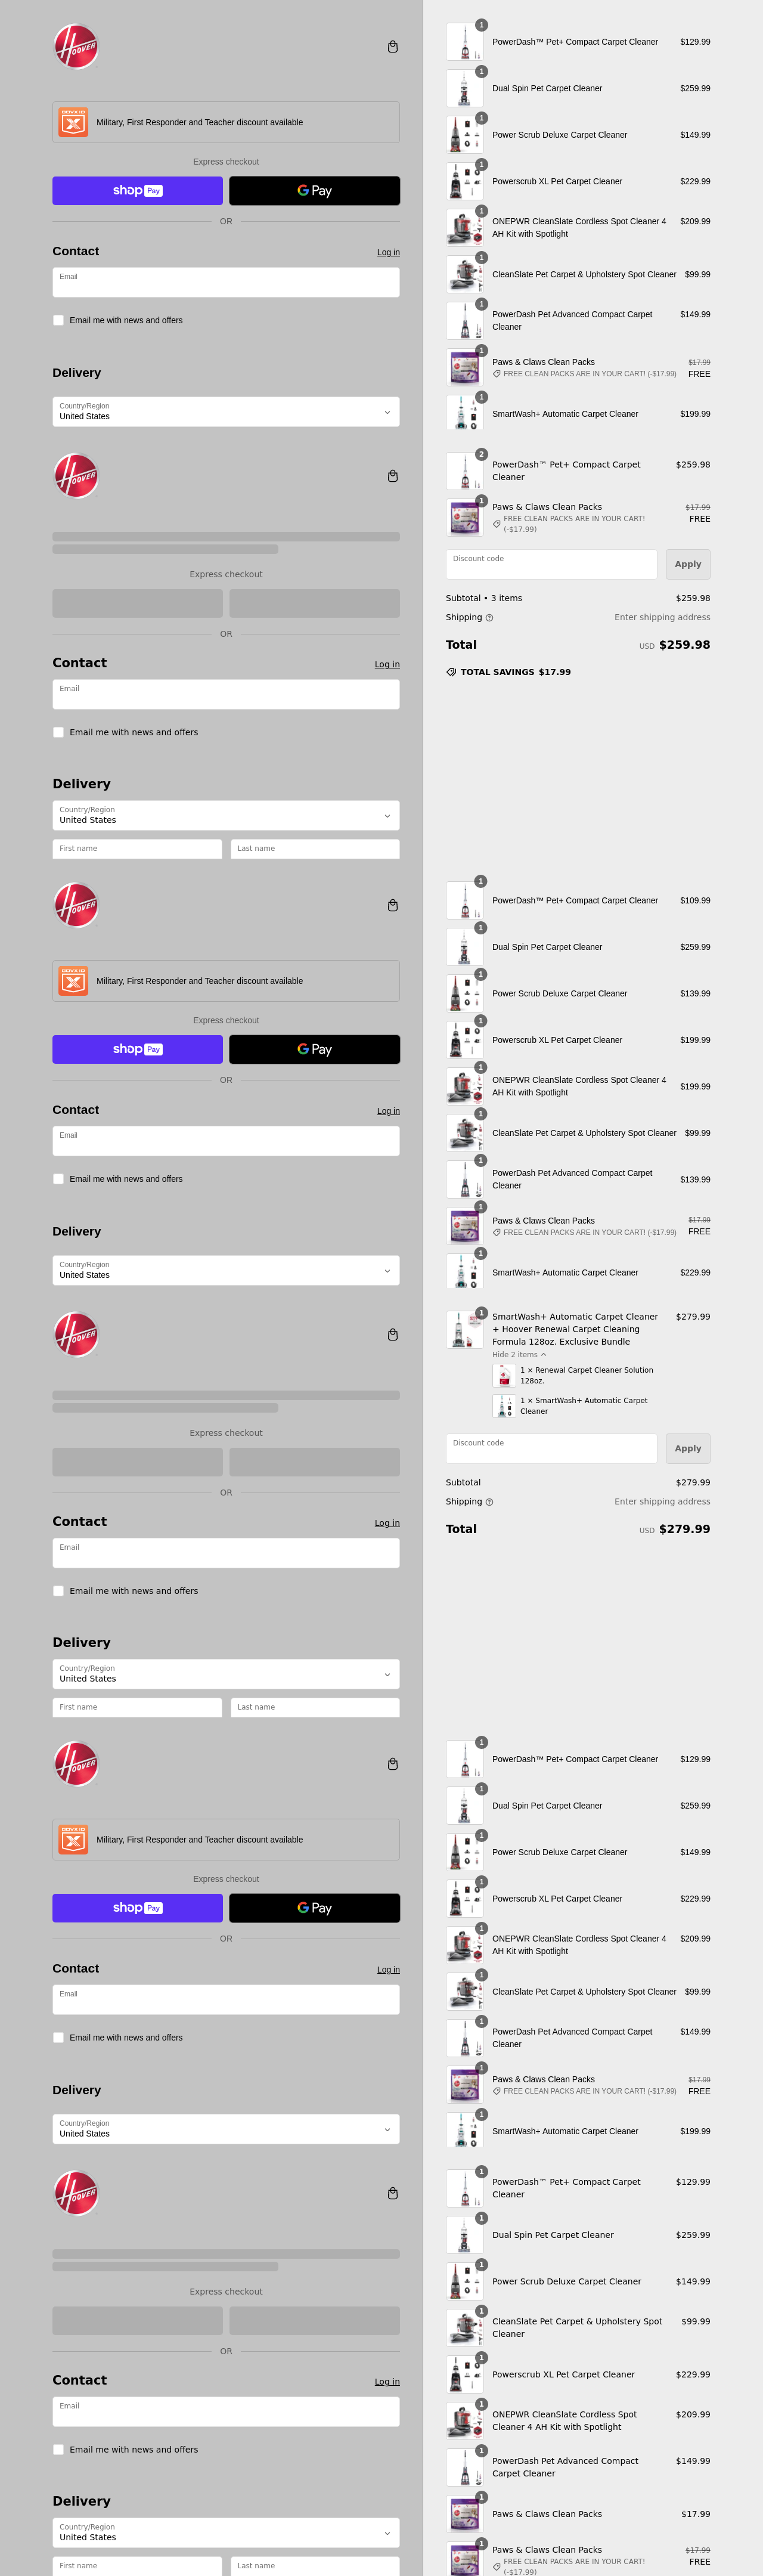 HOOVER
Military, First Responder and Teacher discount available
Express checkout
shop Pay
G Pay
OR
Contact
Log in
Email
Email me with news and offers
Delivery
Country/Region
United States
1
PowerDash™ Pet+ Compact Carpet Cleaner
$129.99
1
Dual Spin Pet Carpet Cleaner
$259.99
1
Power Scrub Deluxe Carpet Cleaner
$149.99
1
Powerscrub XL Pet Carpet Cleaner
$229.99
1
ONEPWR CleanSlate Cordless Spot Cleaner 4
AH Kit with Spotlight
$209.99
1
CleanSlate Pet Carpet & Upholstery Spot Cleaner
$99.99
1
PowerDash Pet Advanced Compact Carpet
Cleaner
$149.99
1
Paws & Claws Clean Packs
FREE CLEAN PACKS ARE IN YOUR CART! (-$17.99)
$17.99
FREE
1
SmartWash+ Automatic Carpet Cleaner
$199.99
HOOVER
Express checkout
OR
Contact
Log in
Email
Email me with news and offers
Delivery
Country/Region
United States
First name
Last name
2
PowerDash™ Pet+ Compact Carpet
Cleaner
$259.98
1
Paws & Claws Clean Packs
FREE CLEAN PACKS ARE IN YOUR CART!
(-$17.99)
$17.99
FREE
Discount code
Apply
Subtotal • 3 items
$259.98
Shipping
Enter shipping address
Total
USD $259.98
TOTAL SAVINGS $17.99
HOOVER
Military, First Responder and Teacher discount available
Express checkout
shop Pay
G Pay
OR
Contact
Log in
Email
Email me with news and offers
Delivery
Country/Region
United States
1
PowerDash™ Pet+ Compact Carpet Cleaner
$109.99
1
Dual Spin Pet Carpet Cleaner
$259.99
1
Power Scrub Deluxe Carpet Cleaner
$139.99
1
Powerscrub XL Pet Carpet Cleaner
$199.99
1
ONEPWR CleanSlate Cordless Spot Cleaner 4
AH Kit with Spotlight
$199.99
1
CleanSlate Pet Carpet & Upholstery Spot Cleaner
$99.99
1
PowerDash Pet Advanced Compact Carpet
Cleaner
$139.99
1
Paws & Claws Clean Packs
FREE CLEAN PACKS ARE IN YOUR CART! (-$17.99)
$17.99
FREE
1
SmartWash+ Automatic Carpet Cleaner
$229.99
HOOVER
Express checkout
OR
Contact
Log in
Email
Email me with news and offers
Delivery
Country/Region
United States
First name
Last name
1
SmartWash+ Automatic Carpet Cleaner
+ Hoover Renewal Carpet Cleaning
Formula 128oz. Exclusive Bundle
$279.99
Hide 2 items
1 × Renewal Carpet Cleaner Solution
128oz.
1 × SmartWash+ Automatic Carpet
Cleaner
Discount code
Apply
Subtotal
$279.99
Shipping
Enter shipping address
Total
USD $279.99
HOOVER
Military, First Responder and Teacher discount available
Express checkout
shop Pay
G Pay
OR
Contact
Log in
Email
Email me with news and offers
Delivery
Country/Region
United States
1
PowerDash™ Pet+ Compact Carpet Cleaner
$129.99
1
Dual Spin Pet Carpet Cleaner
$259.99
1
Power Scrub Deluxe Carpet Cleaner
$149.99
1
Powerscrub XL Pet Carpet Cleaner
$229.99
1
ONEPWR CleanSlate Cordless Spot Cleaner 4
AH Kit with Spotlight
$209.99
1
CleanSlate Pet Carpet & Upholstery Spot Cleaner
$99.99
1
PowerDash Pet Advanced Compact Carpet
Cleaner
$149.99
1
Paws & Claws Clean Packs
FREE CLEAN PACKS ARE IN YOUR CART! (-$17.99)
$17.99
FREE
1
SmartWash+ Automatic Carpet Cleaner
$199.99
HOOVER
Express checkout
OR
Contact
Log in
Email
Email me with news and offers
Delivery
Country/Region
United States
First name
Last name
1
PowerDash™ Pet+ Compact Carpet
Cleaner
$129.99
1
Dual Spin Pet Carpet Cleaner
$259.99
1
Power Scrub Deluxe Carpet Cleaner
$149.99
1
CleanSlate Pet Carpet & Upholstery Spot
Cleaner
$99.99
1
Powerscrub XL Pet Carpet Cleaner
$229.99
1
ONEPWR CleanSlate Cordless Spot
Cleaner 4 AH Kit with Spotlight
$209.99
1
PowerDash Pet Advanced Compact
Carpet Cleaner
$149.99
1
Paws & Claws Clean Packs
$17.99
1
Paws & Claws Clean Packs
FREE CLEAN PACKS ARE IN YOUR CART!
(-$17.99)
$17.99
FREE